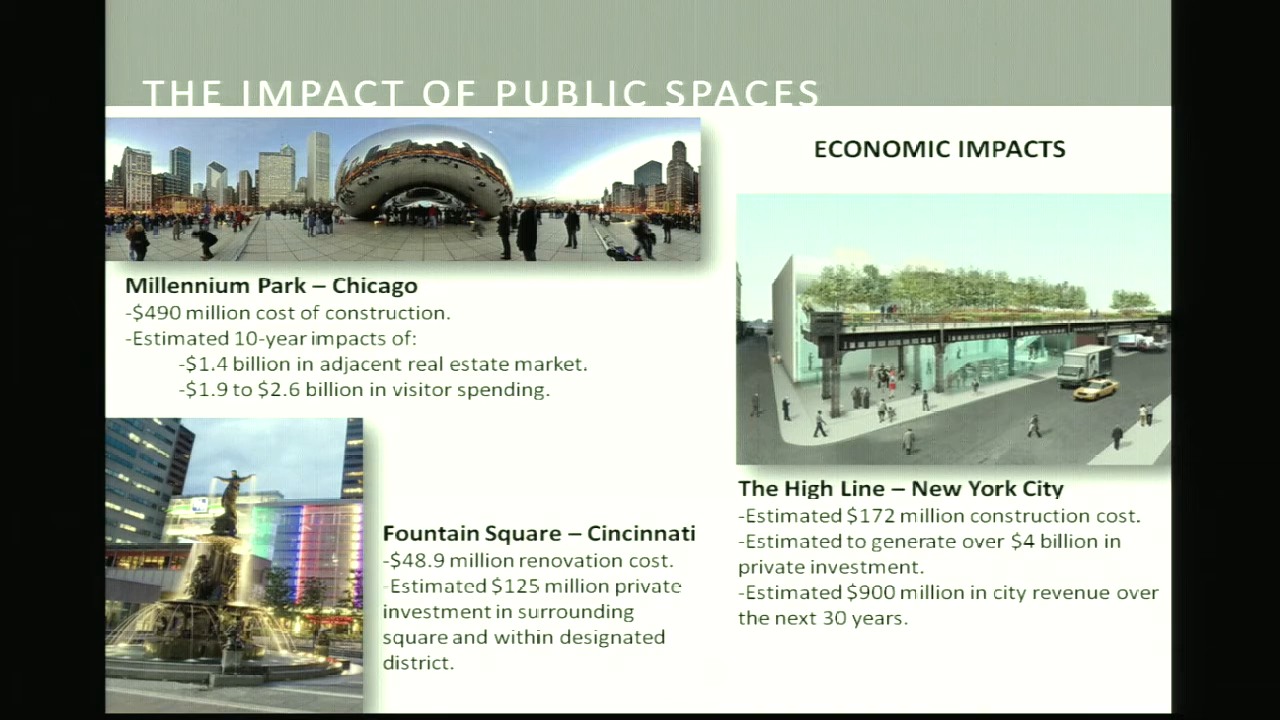 THE IMPACT OF PUBLIC SPACES
ECONOMIC IMPACTS
Millennium Park – Chicago
-$490 million cost of construction.
-Estimated 10-year impacts of:
-$1.4 billion in adjacent real estate market.
-$1.9 to $2.6 billion in visitor spending.
Fountain Square – Cincinnati
-$48.9 million renovation cost.
-Estimated $125 million private
investment in surrounding
square and within designated
district.
The High Line – New York City
-Estimated $172 million construction cost.
-Estimated to generate over $4 billion in
private investment.
-Estimated $900 million in city revenue over
the next 30 years.